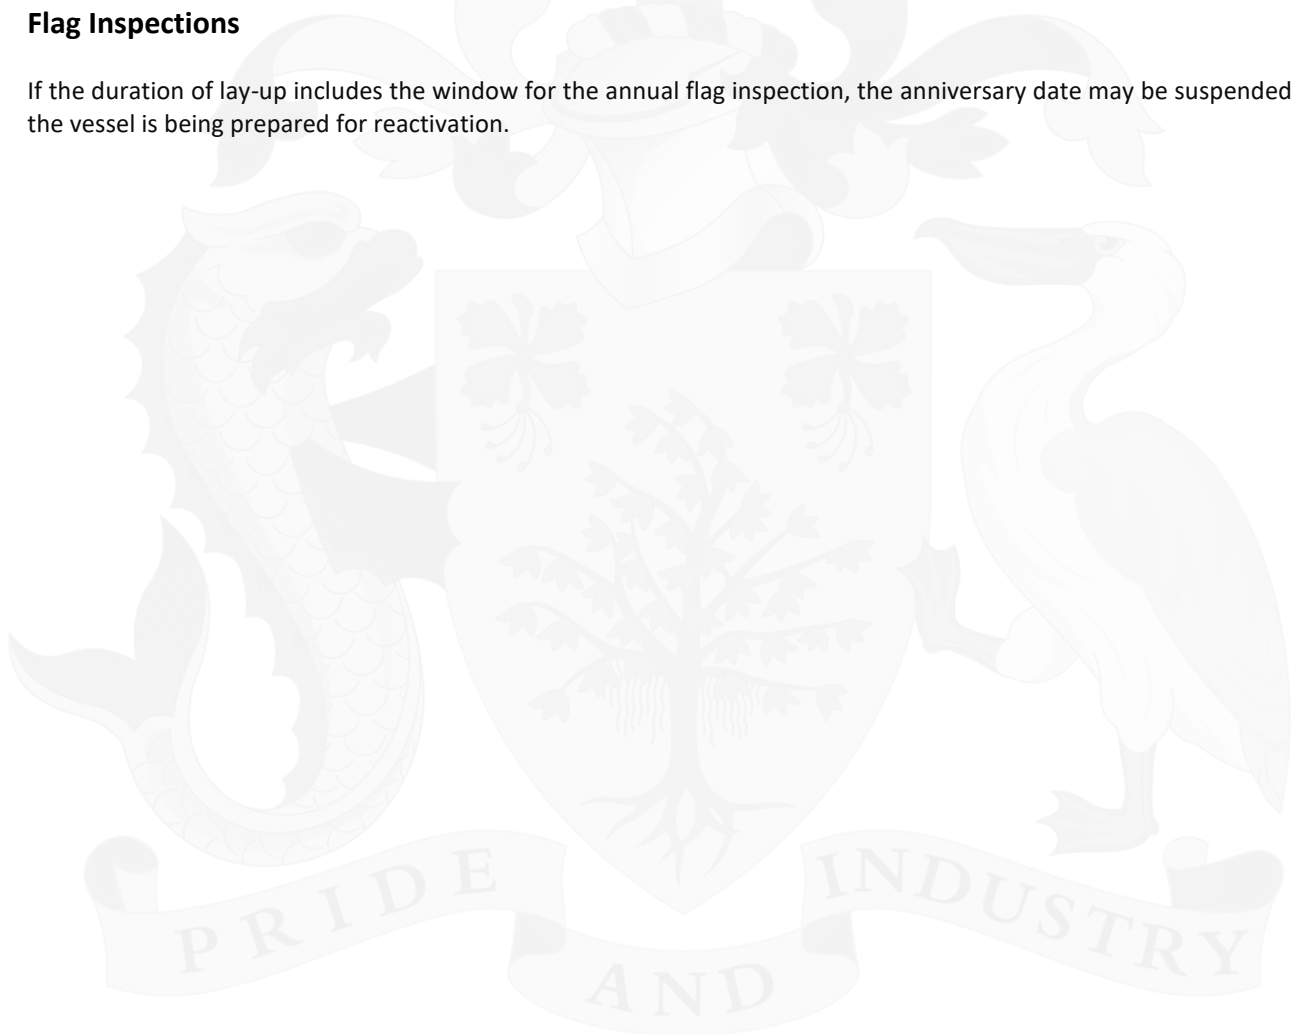 Flag Inspections
If the duration of lay-up includes the window for the annual flag inspection, the anniversary date may be suspended
the vessel is being prepared for reactivation.
PRIDE INDUSTRY
AND